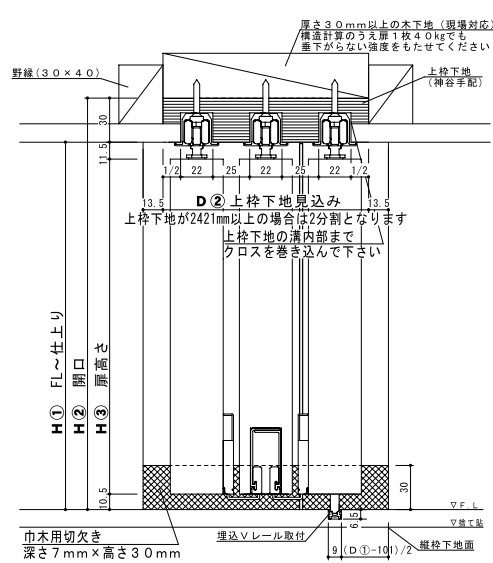 厚さ30mm以上の木下地（現場対応）
構造計算のうえ扉1枚40kgでも
垂下がらない強度をもたせてください
野縁（30×40）
上枠下地
（神谷手配）
30
11.5
1/2 22 25 22 25 22 1/2
13.5 13.5
D② 上枠下地見込み
上枠下地が2421mm以上の場合は2分割となります
上枠下地の溝内部まで
クロスを巻き込んで下さい
H① FL～仕上り
H② 開口
H③ 扉高さ
10.5
30
▽F.L
▽捨て貼
6.5
巾木用切欠き
深さ7mm×高さ30mm
埋込Vレール取付
9 (D①-101)/2
縦枠下地面